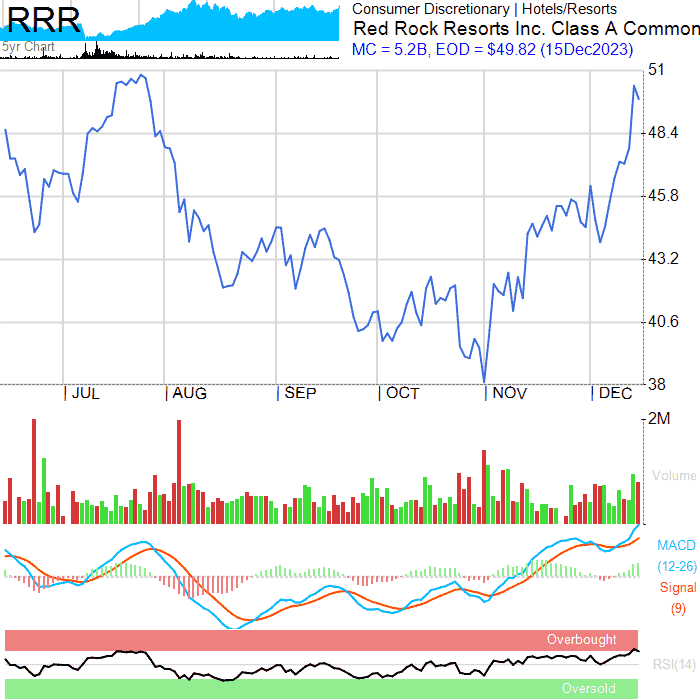 RRR
5yr Chart
Consumer Discretionary | Hotels/Resorts
Red Rock Resorts Inc. Class A Common
MC = 5.2B, EOD = $49.82 (15Dec2023)
51
48.4
45.8
43.2
40.6
38
JUL AUG SEP OCT NOV DEC
2M
Volume
MACD
(12-26)
Signal
(9)
Overbought
RSI(14)
Oversold